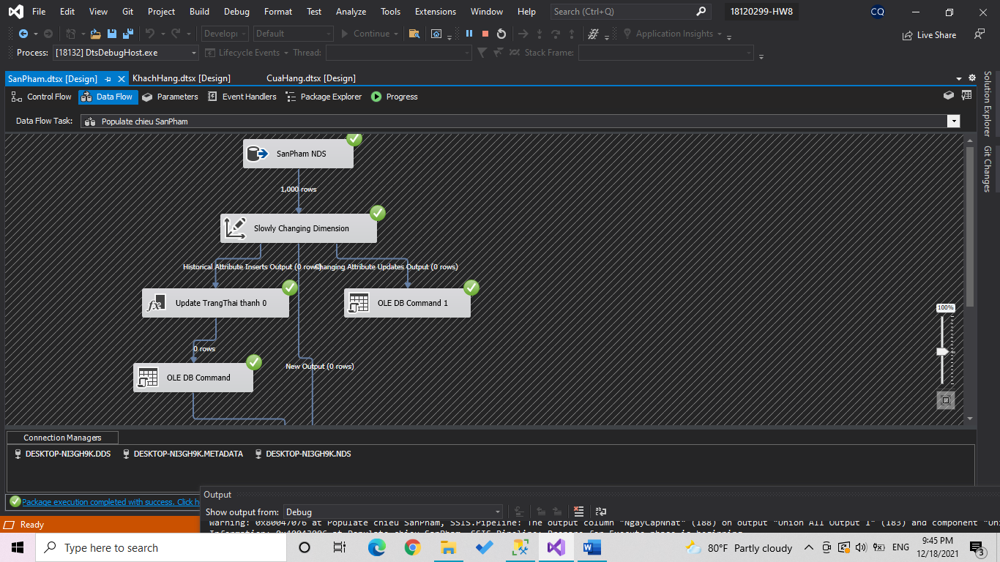 File Edit View Git Project Build Debug Format Test Analyze Tools Extensions Window Help Search (Ctrl+Q) 18120299-HW8 CQ
Developi Default Continue Application Insights Live Share
Process: [18132] DtsDebugHost.exe Lifecycle Events Thread: Stack Frame:
SanPham.dtsx [Design] KhachHang.dtsx [Design] CuaHang.dtsx [Design]
Control Flow Data Flow Parameters Event Handlers Package Explorer Progress
Data Flow Task: Populate chieu SanPham
Solution Explorer
Git Changes
SanPham NDS
1,000 rows
Slowly Changing Dimension
Historical Attribute Inserts Output (0 rows) Changing Attribute Updates Output (0 rows)
Update TrangThai thanh 0 OLE DB Command 1
100%
0 rows
New Output (0 rows)
OLE DB Command
Connection Managers
DESKTOP-NI3GH9K.DDS DESKTOP-NI3GH9K.METADATA DESKTOP-NI3GH9K.NDS
Package execution completed with success. Click h
Output
Show output from: Debug
Warning: 0x80047076 at Populate chieu SanPham, SSIS.Pipeline: The output column "NgayCapNhat" (188) on output "Union All Output 1" (183) and component "Un
Ready
Type here to search
80°F Partly cloudy
ENG
9:45 PM
12/18/2021
3